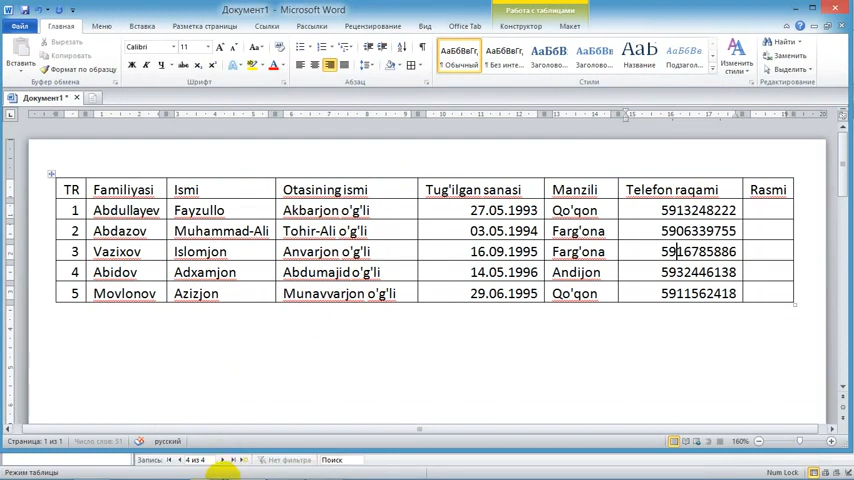 Документ1 - Microsoft Word
Работа с таблицами
Файл Главная Меню Вставка Разметка страницы Ссылки Рассылки Рецензирование Вид Office Tab Конструктор Макет
Вставить
Вырезать
Копировать
Формат по образцу
Буфер обмена
Calibri 11
Шрифт
Абзац
АаБбВвГг, ¶ Обычный
АаБбВвГг, ¶ Без инте...
АаБбВ Заголово...
АаБбВв Заголово...
Aab Название
АаБбВвГ Подзагол...
Стили
Изменить стили
Найти
Заменить
Выделить
Редактирование
Документ1 *
TR Familiyasi Ismi Otasining ismi Tug'ilgan sanasi Manzili Telefon raqami Rasmi
1 Abdullayev Fayzullo Akbarjon o'g'li 27.05.1993 Qo'qon 5913248222
2 Abdazov Muhammad-Ali Tohir-Ali o'g'li 03.05.1994 Farg'ona 5906339755
3 Vazixov Islomjon Anvarjon o'g'li 16.09.1995 Farg'ona 5916785886
4 Abidov Adxamjon Abdumajid o'g'li 14.05.1996 Andijon 5932446138
5 Movlonov Azizjon Munavvarjon o'g'li 29.06.1995 Qo'qon 5911562418
Страница: 1 из 1 Число слов: 51 русский 160%
Запись: 4 из 4 Нет фильтра Поиск
Режим таблицы Num Lock